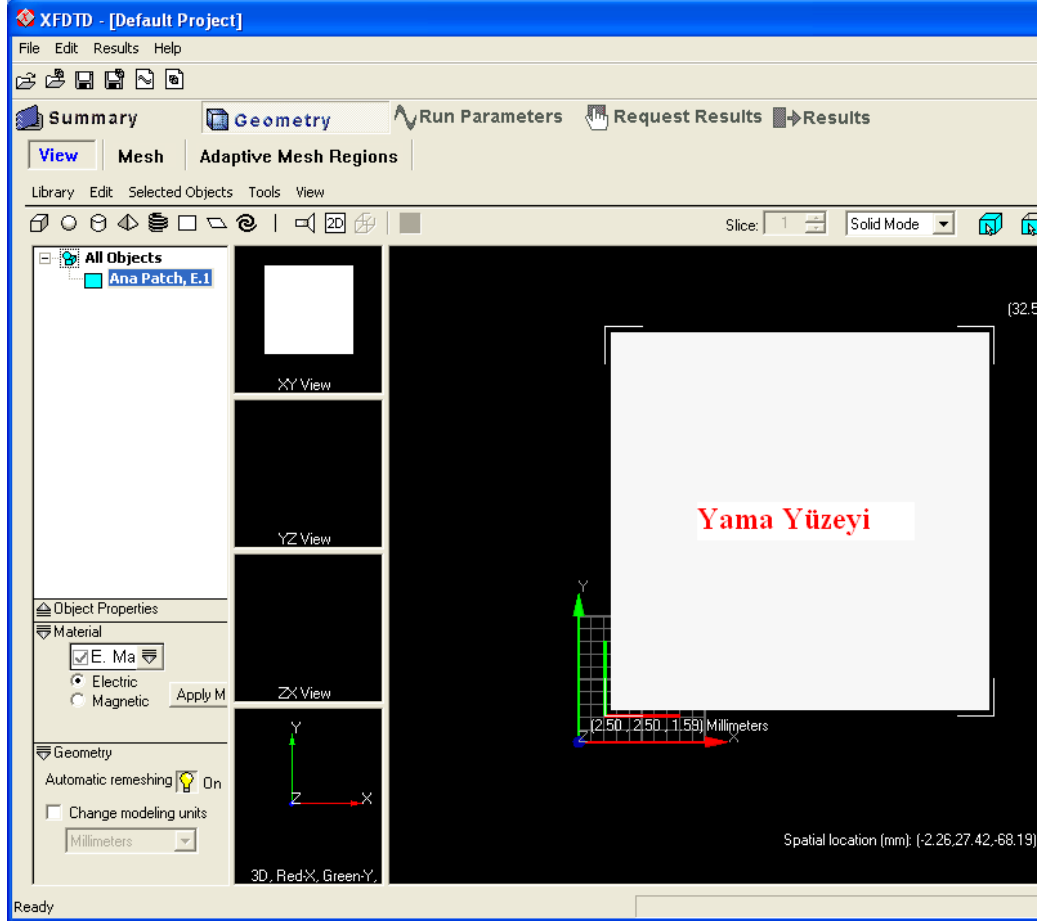 XFDTD - [Default Project]
File Edit Results Help
Summary Geometry Run Parameters Request Results Results
View Mesh Adaptive Mesh Regions
Library Edit Selected Objects Tools View
2D Slice: 1 Solid Mode
All Objects
Ana Patch, E.1
(32.5
XY View
Yama Yüzeyi
YZ View
Y
Object Properties
Material
E. Ma
Electric
Magnetic
Apply M
ZX View
(2.50 , 2.50 , 1.59) Millimeters
Z X
Geometry
Automatic remeshing On
Change modeling units
Millimeters
Y
Z X
Spatial location (mm): (-2.26,27.42,-68.19)
3D, Red-X, Green-Y,
Ready